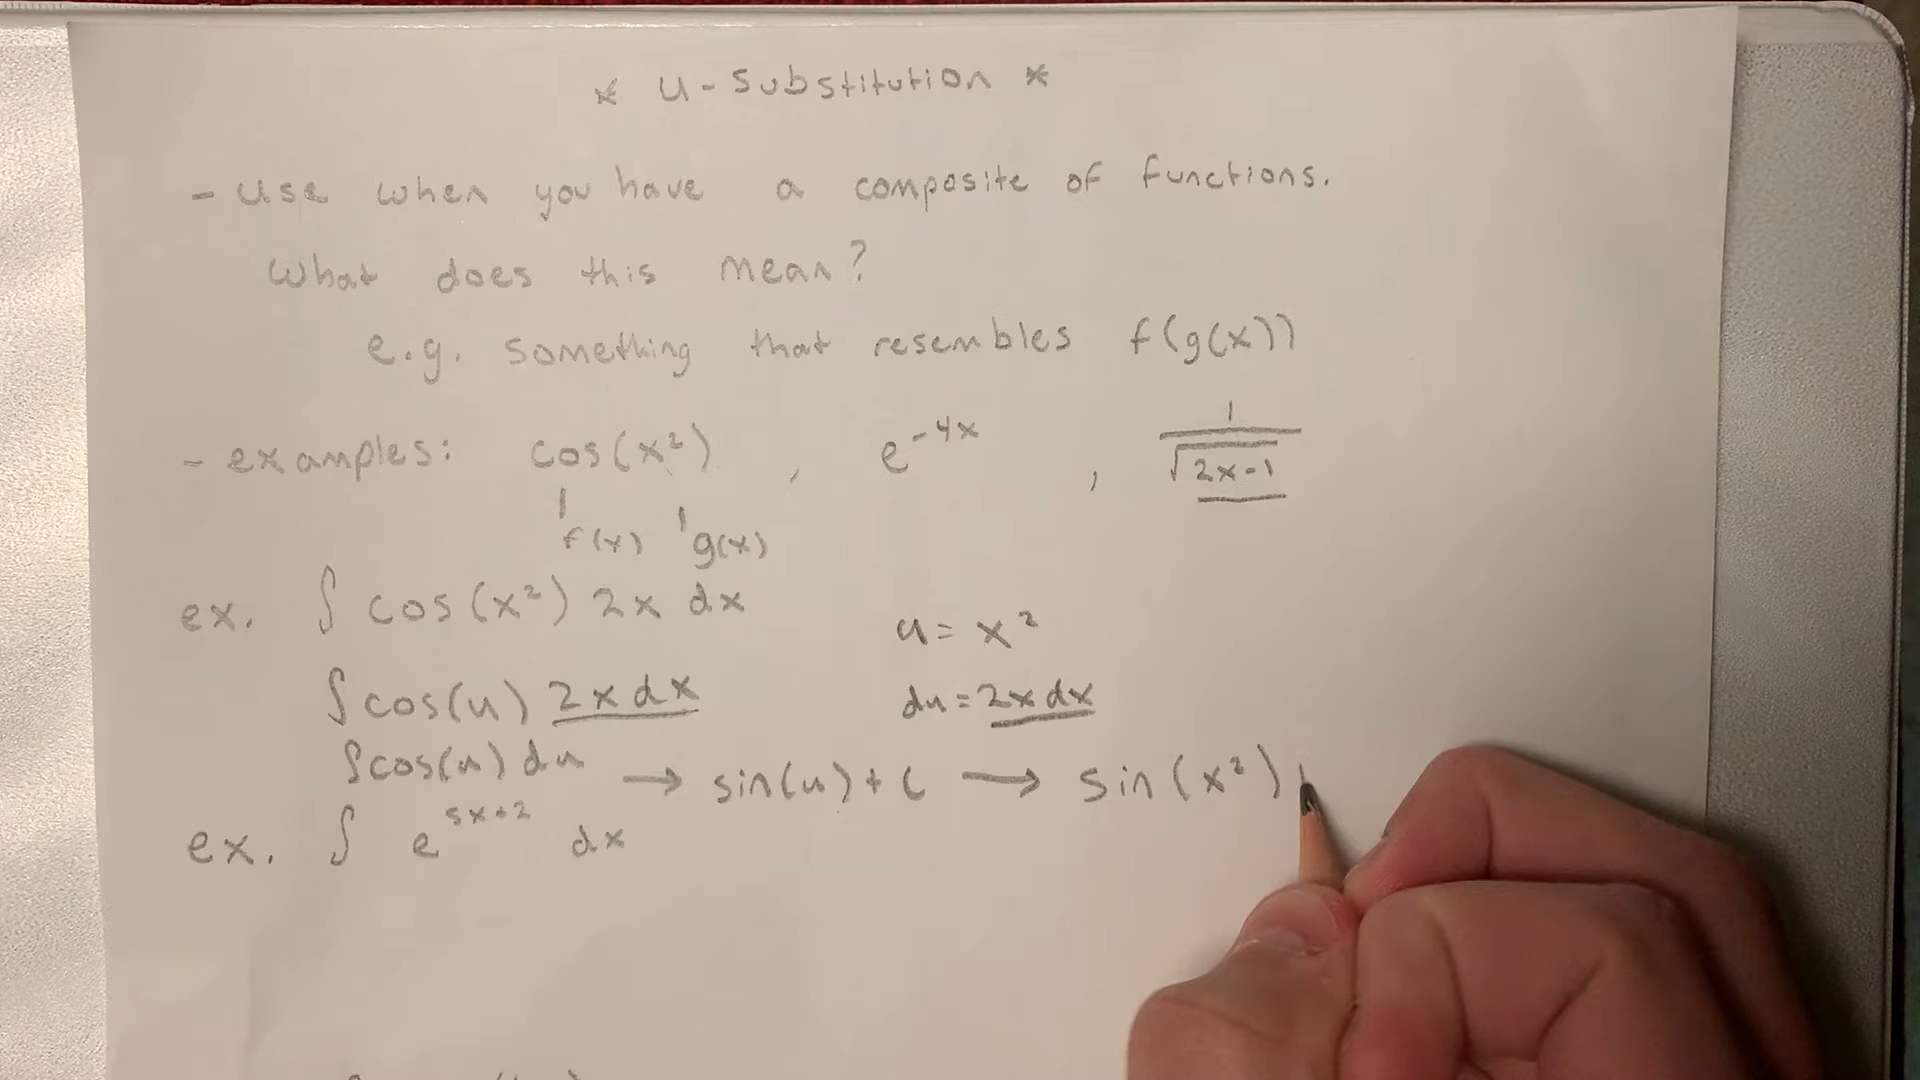 * u-substitution *
- use when you have a composite of functions.
what does this mean?
e.g. something that resembles f(g(x))
- examples: cos(x²) , e^-4x , 1/√2x-1
f(x) g(x)
ex. ∫ cos(x²) 2x dx
u = x²
∫cos(u) 2x dx
du = 2x dx
∫cos(u) du → sin(u) + C → sin(x²)
ex. ∫ e^5x+2 dx